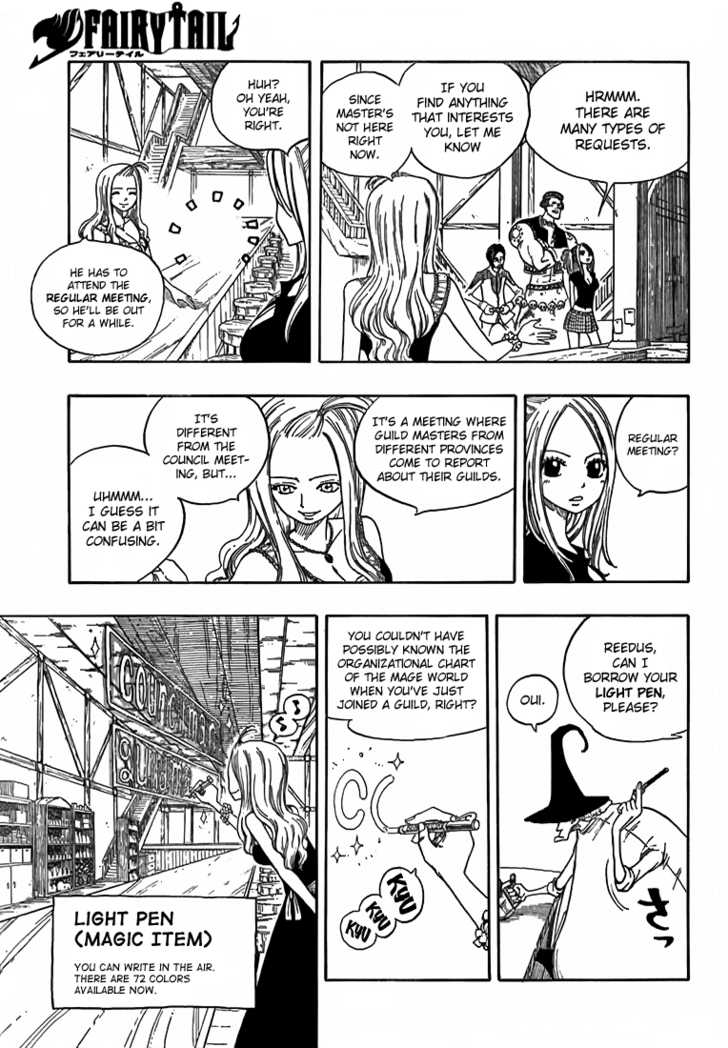 FAIRY TAIL
フェアリーテイル
HRMMM.
THERE ARE
MANY TYPES OF
REQUESTS.
IF YOU
FIND ANYTHING
THAT INTERESTS
YOU, LET ME
KNOW
SINCE
MASTER'S
NOT HERE
RIGHT
NOW.
HUH?
OH YEAH,
YOU'RE
RIGHT.
HE HAS TO
ATTEND THE
REGULAR MEETING,
SO HE'LL BE OUT
FOR A WHILE.
REGULAR
MEETING?
IT'S A MEETING WHERE
GUILD MASTERS FROM
DIFFERENT PROVINCES
COME TO REPORT
ABOUT THEIR GUILDS.
IT'S
DIFFERENT
FROM THE
COUNCIL MEET-
ING, BUT...
UHMMM...
I GUESS IT
CAN BE A BIT
CONFUSING.
REEDUS,
CAN I
BORROW YOUR
LIGHT PEN,
PLEASE?
OUI.
さっ
YOU COULDN'T HAVE
POSSIBLY KNOWN THE
ORGANIZATIONAL CHART
OF THE MAGE WORLD
WHEN YOU'VE JUST
JOINED A GUILD, RIGHT?
KYU
KYU
KYU
LIGHT PEN
(MAGIC ITEM)
YOU CAN WRITE IN THE AIR.
THERE ARE 72 COLORS
AVAILABLE NOW.